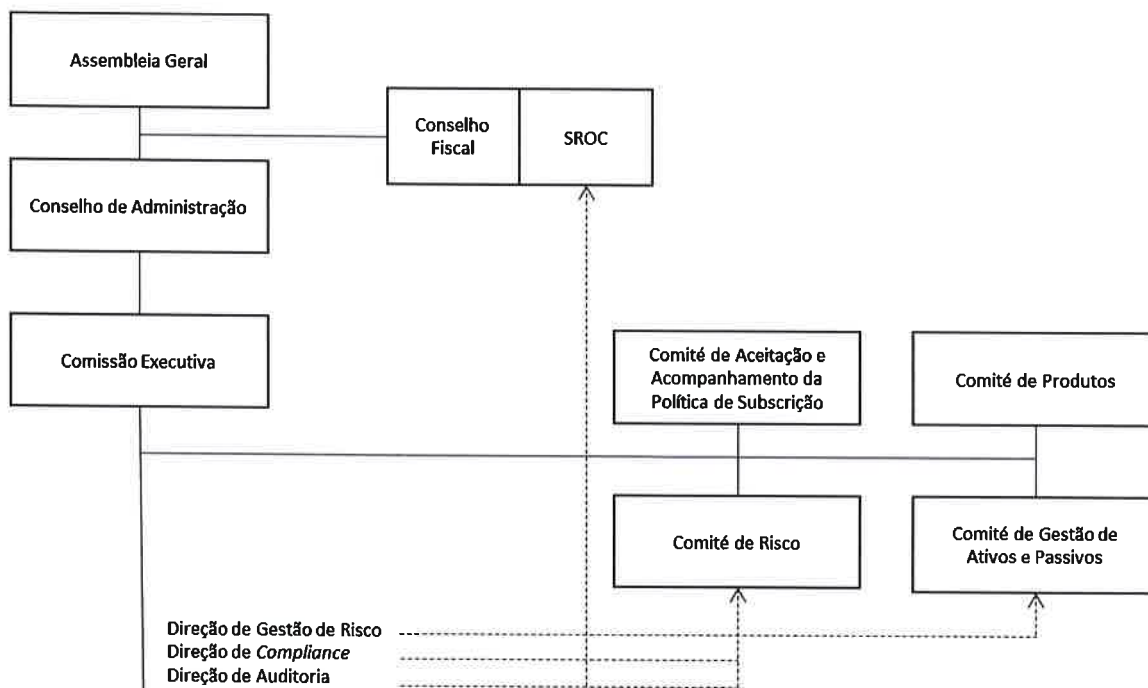 Assembleia Geral
Conselho
Fiscal
SROC
Conselho de Administração
Comissão Executiva
Comité de Aceitação e
Acompanhamento da
Política de Subscrição
Comité de Produtos
Comité de Risco
Comité de Gestão de
Ativos e Passivos
Direção de Gestão de Risco
Direção de Compliance
Direção de Auditoria